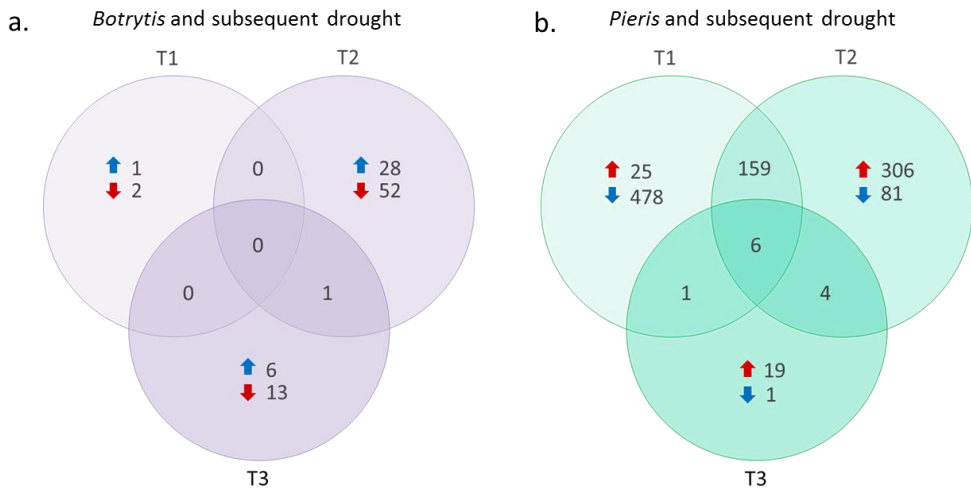 a.
Botrytis and subsequent drought
T1
T2
1
2
0
28
52
0
0
1
6
13
T3
b.
Pieris and subsequent drought
T1
T2
25
478
159
306
81
6
1
4
19
1
T3